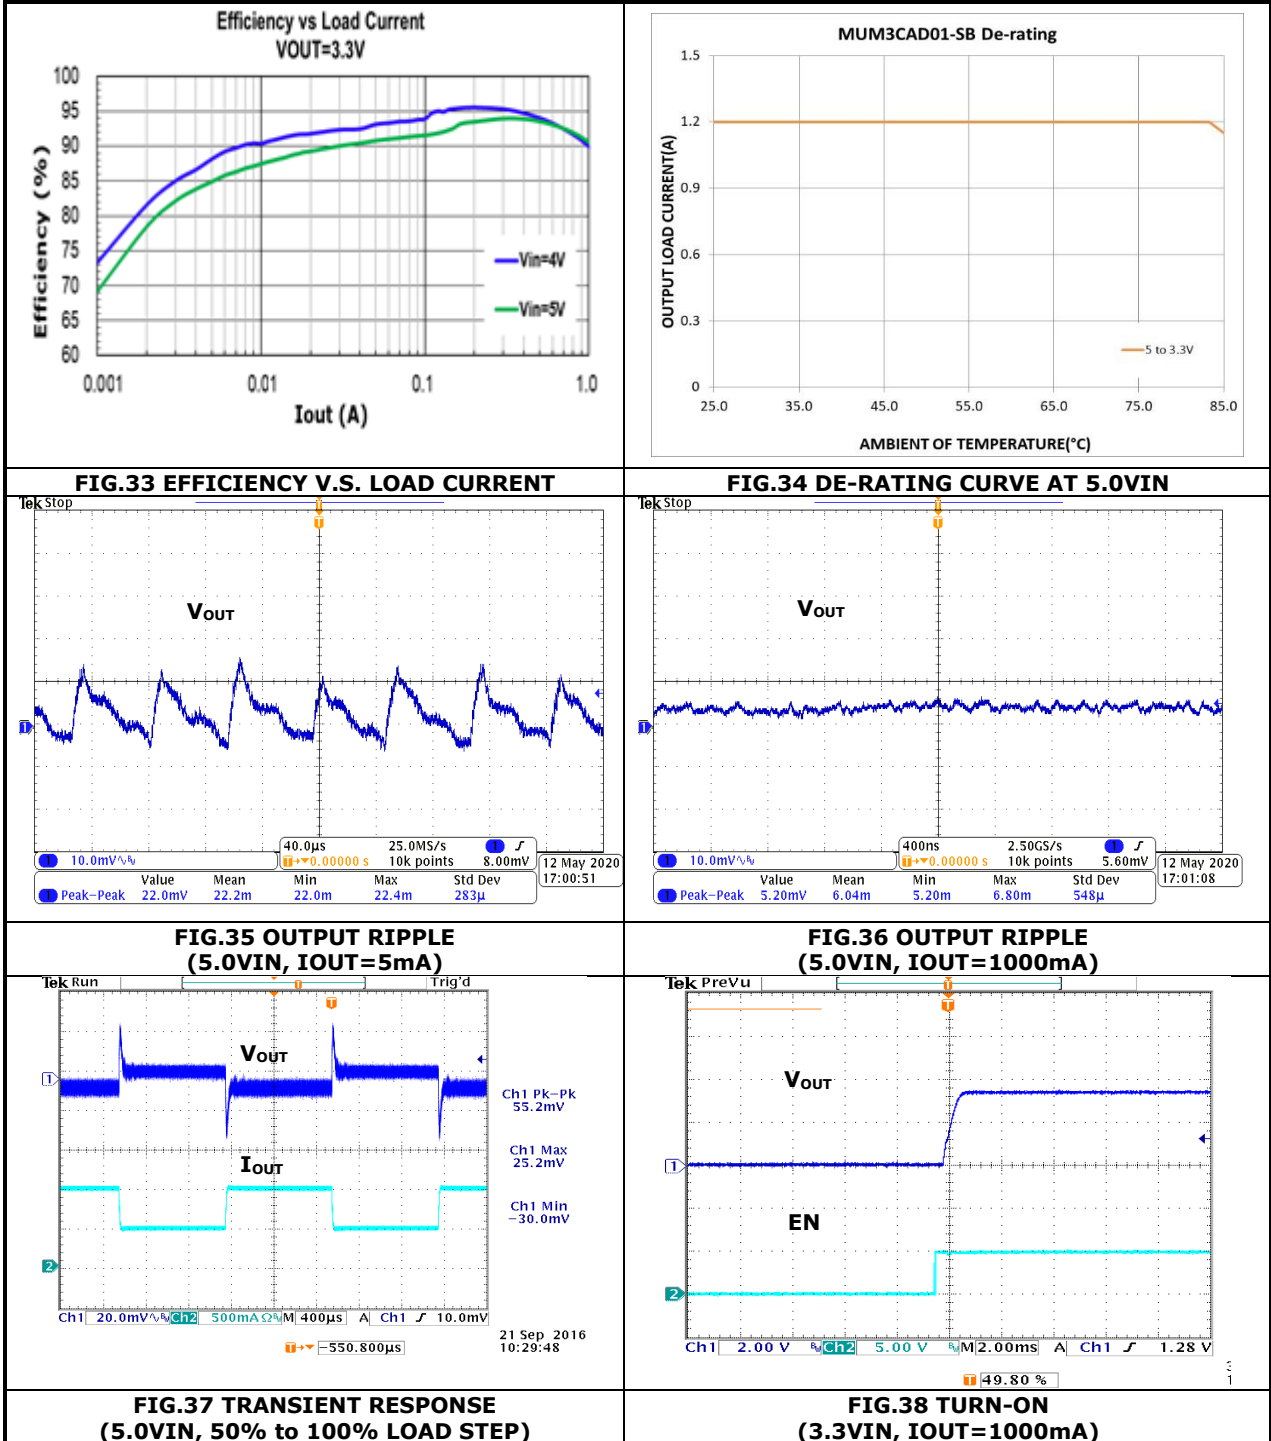 Efficiency vs Load Current
VOUT=3.3V
100
95
90
85
80
75
70
65
60
Efficiency (%)
Vin=4V
Vin=5V
0.001
0.01
0.1
1.0
Iout (A)
MUM3CAD01-SB De-rating
1.5
1.2
0.9
0.6
0.3
0
OUTPUT LOAD CURRENT(A)
5 to 3.3V
25.0
35.0
45.0
55.0
65.0
75.0
85.0
AMBIENT OF TEMPERATURE(°C)
FIG.33 EFFICIENCY V.S. LOAD CURRENT
FIG.34 DE-RATING CURVE AT 5.0VIN
Tek Stop
T
VOUT
1
40.0µs 25.0MS/s 1
1 10.0mV
T 0.00000 s 10k points 8.00mV
12 May 2020
17:00:51
Value Mean Min Max Std Dev
1 Peak-Peak 22.0mV 22.2m 22.0m 22.4m 283µ
Tek Stop
T
VOUT
1
400ns 2.50GS/s 1
1 10.0mV
T 0.00000 s 10k points 5.60mV
12 May 2020
17:01:08
Value Mean Min Max Std Dev
1 Peak-Peak 5.20mV 6.04m 5.20m 6.80m 548µ
FIG.35 OUTPUT RIPPLE
(5.0VIN, IOUT=5mA)
FIG.36 OUTPUT RIPPLE
(5.0VIN, IOUT=1000mA)
Tek Run
Trig'd
T
T
VOUT
1
Ch1 Pk-Pk
55.2mV
Ch1 Max
25.2mV
IOUT
Ch1 Min
-30.0mV
2
Ch1 20.0mV Ch2 500mA Ω M 400µs A Ch1 10.0mV
T -550.800µs
21 Sep 2016
10:29:48
Tek PreVu
T
T
VOUT
1
EN
2
Ch1 2.00 V Ch2 5.00 V M 2.00ms A Ch1 1.28 V
T 49.80 %
FIG.37 TRANSIENT RESPONSE
(5.0VIN, 50% to 100% LOAD STEP)
FIG.38 TURN-ON
(3.3VIN, IOUT=1000mA)